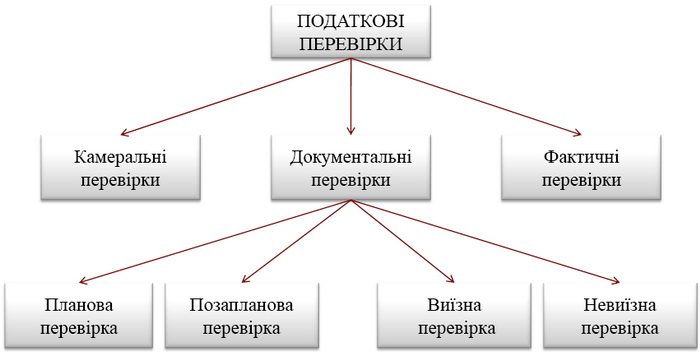 ПОДАТКОВІ
ПЕРЕВІРКИ
Камеральні
перевірки
Документальні
перевірки
Фактичні
перевірки
Планова
перевірка
Позапланова
перевірка
Виїзна
перевірка
Невиїзна
перевірка